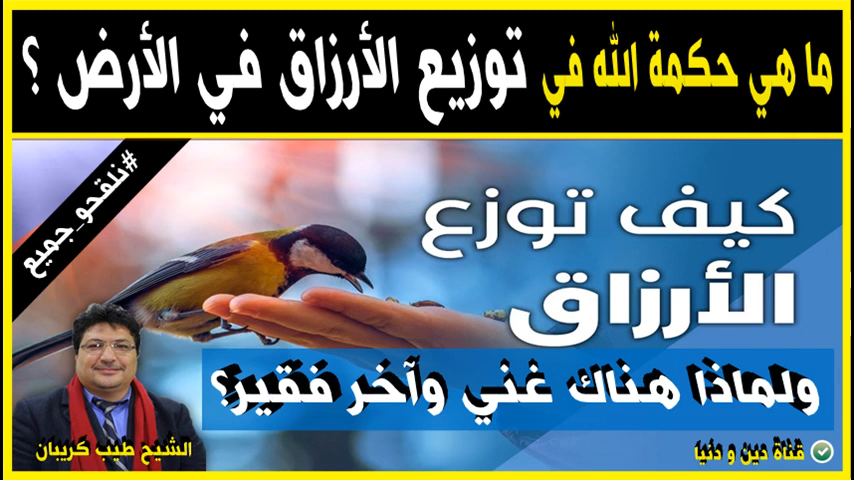 ما هي حكمة الله في توزيع الأرزاق في الأرض ؟
#نلقحو_جميع
كيف توزع
الأرزاق
ولماذا هناك غني وآخر فقير؟
الشيح طيب كريبان
قناة دين و دنيا